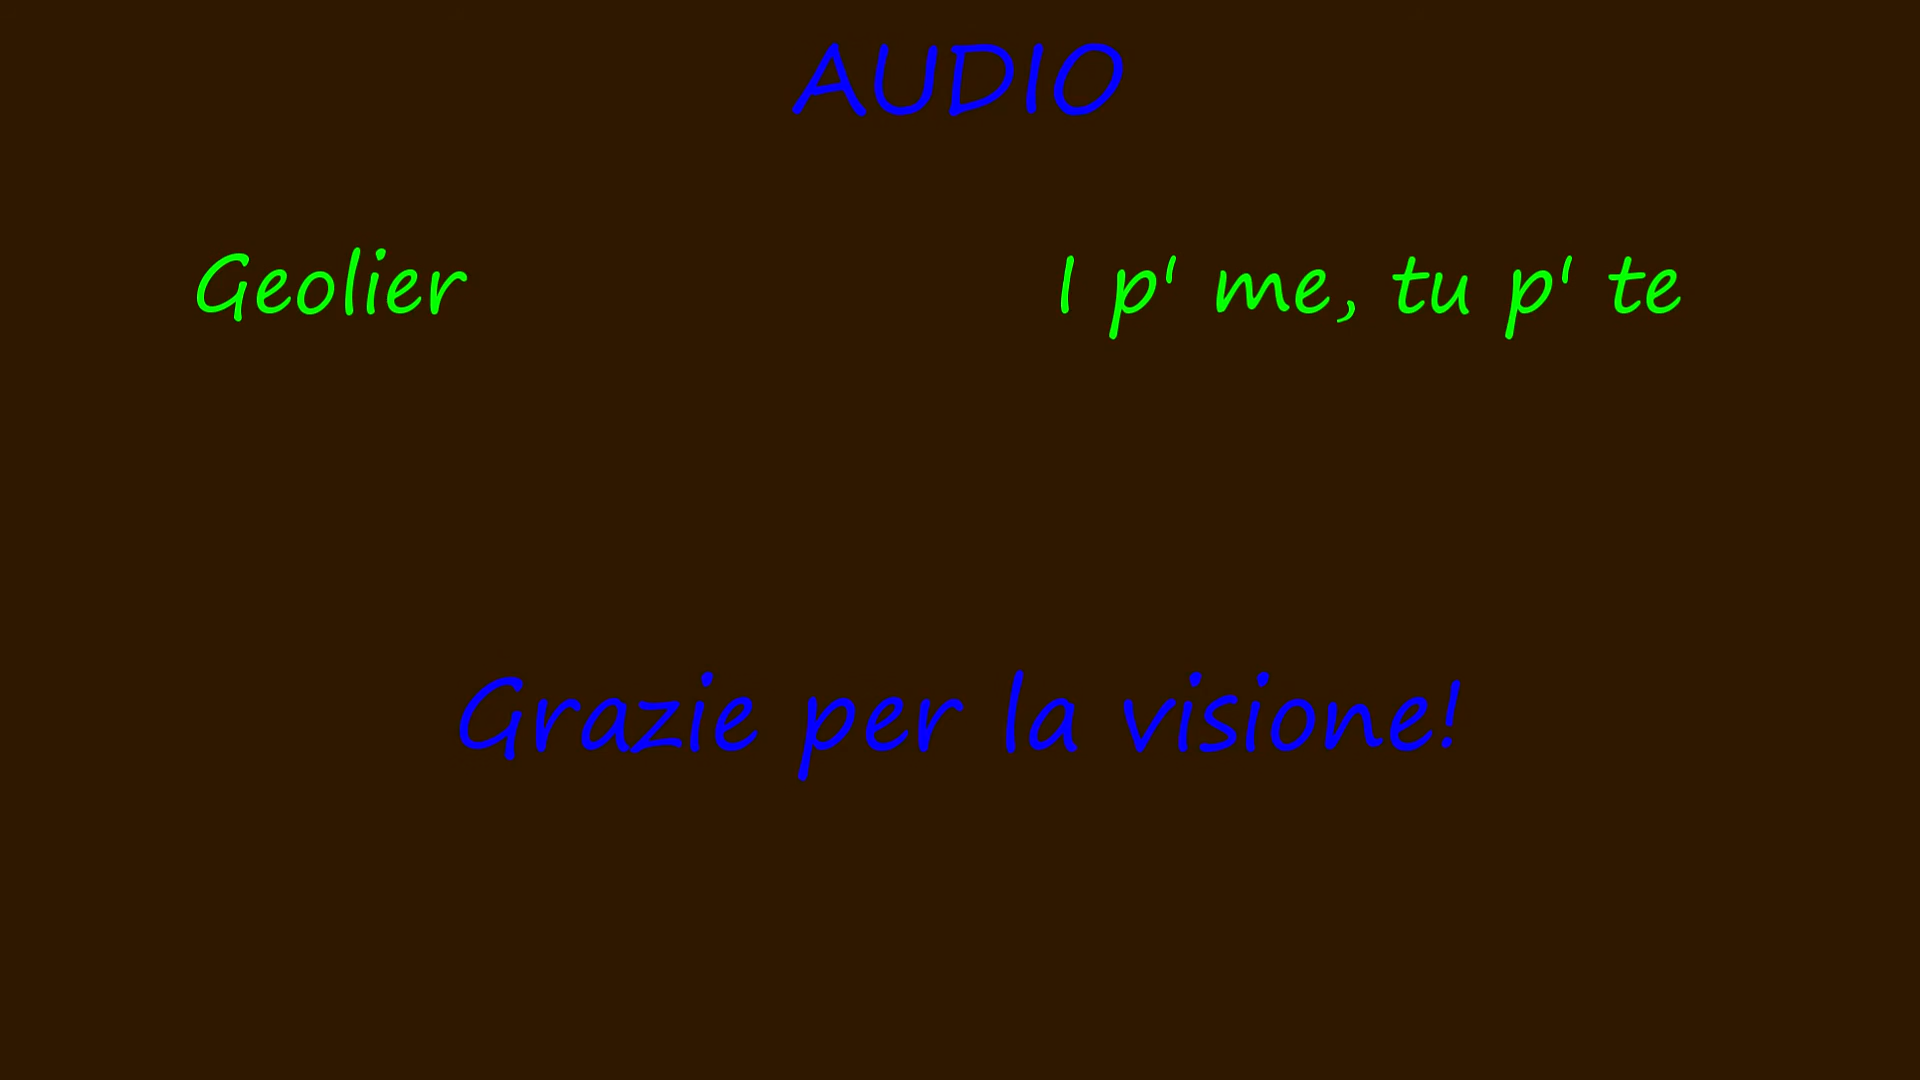 AUDIO
Geolier I p' me, tu p' te
Grazie per la visione!